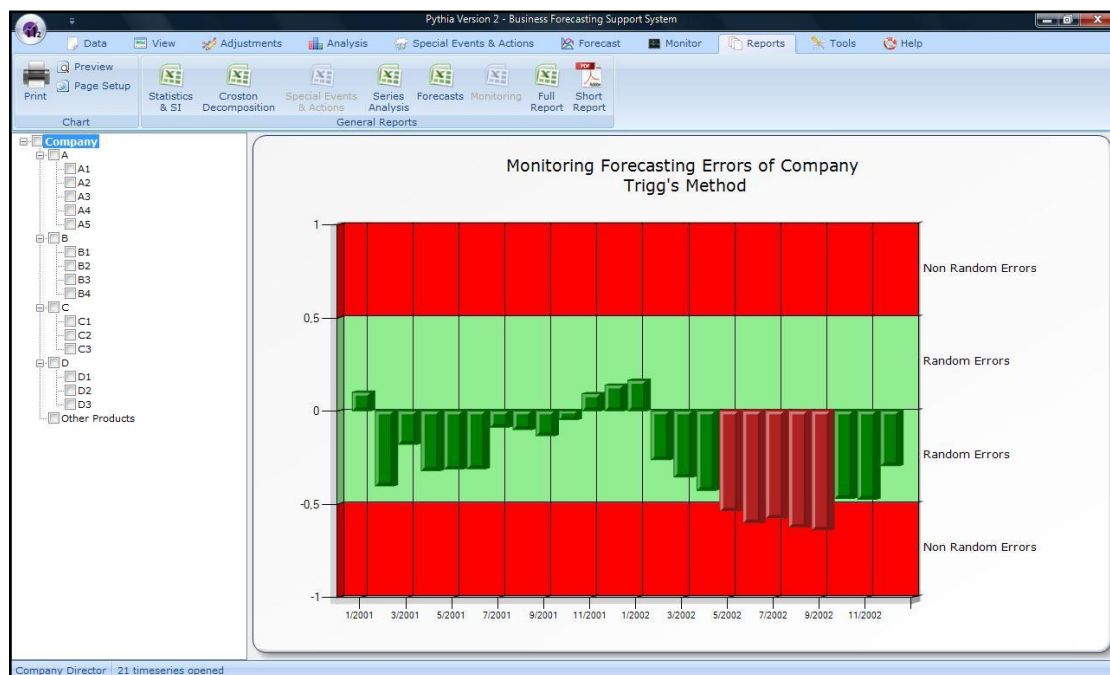 Pythia Version 2 - Business Forecasting Support System
Data View Adjustments Analysis Special Events & Actions Forecast Monitor Reports Tools Help
Print
Preview
Page Setup
Chart
Statistics & SI
Croston Decomposition
Special Events & Actions
Series Analysis
Forecasts
Monitoring
Full Report
PDF
Adobe
Short Report
General Reports
Company
A
A1
A2
A3
A4
A5
B
B1
B2
B3
B4
C
C1
C2
C3
D
D1
D2
D3
Other Products
Monitoring Forecasting Errors of Company
Trigg's Method
1
0,5
0
-0,5
-1
Non Random Errors
Random Errors
Random Errors
Non Random Errors
1/2001 3/2001 5/2001 7/2001 9/2001 11/2001 1/2002 3/2002 5/2002 7/2002 9/2002 11/2002
Company Director 21 timeseries opened